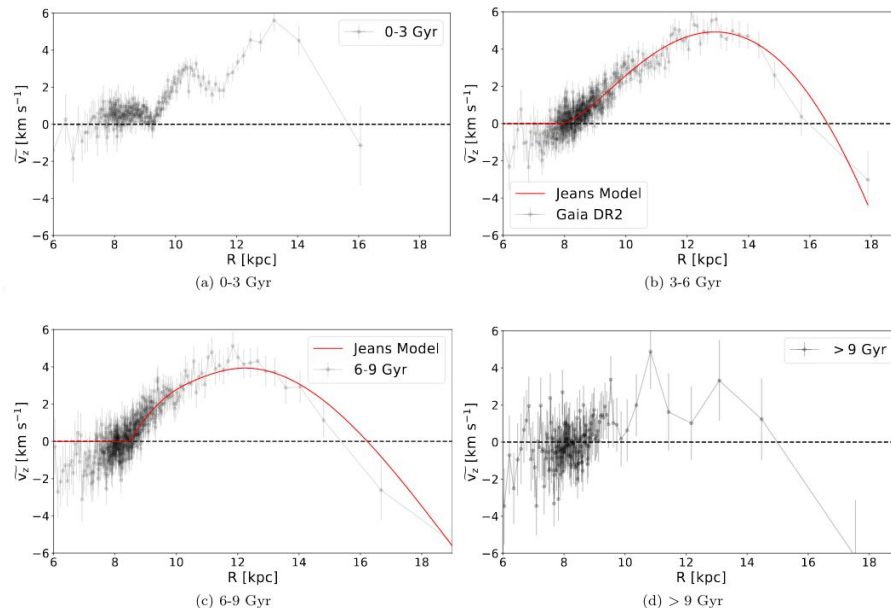 6
4
2
0
−2
−4
−6
ṽz [km s⁻¹]
0-3 Gyr
6 8 10 12 14 16 18
R [kpc]
(a) 0-3 Gyr
6
4
2
0
−2
−4
−6
ṽz [km s⁻¹]
Jeans Model
Gaia DR2
6 8 10 12 14 16 18
R [kpc]
(b) 3-6 Gyr
6
4
2
0
−2
−4
−6
ṽz [km s⁻¹]
Jeans Model
6-9 Gyr
6 8 10 12 14 16 18
R [kpc]
(c) 6-9 Gyr
6
4
2
0
−2
−4
−6
ṽz [km s⁻¹]
> 9 Gyr
6 8 10 12 14 16 18
R [kpc]
(d) > 9 Gyr